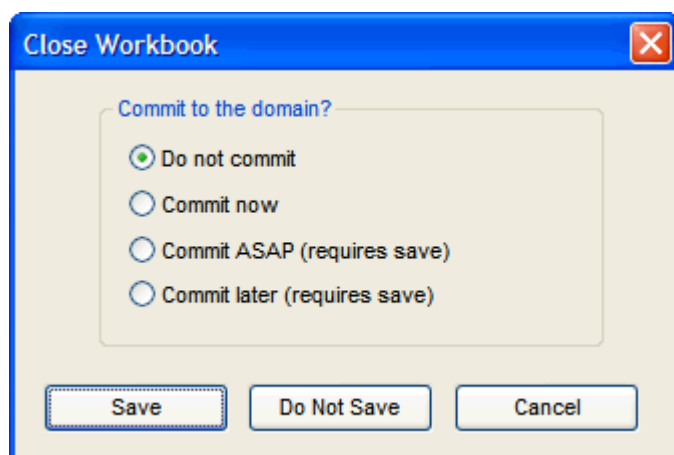 Close Workbook
Commit to the domain?
Do not commit
Commit now
Commit ASAP (requires save)
Commit later (requires save)
Save Do Not Save Cancel